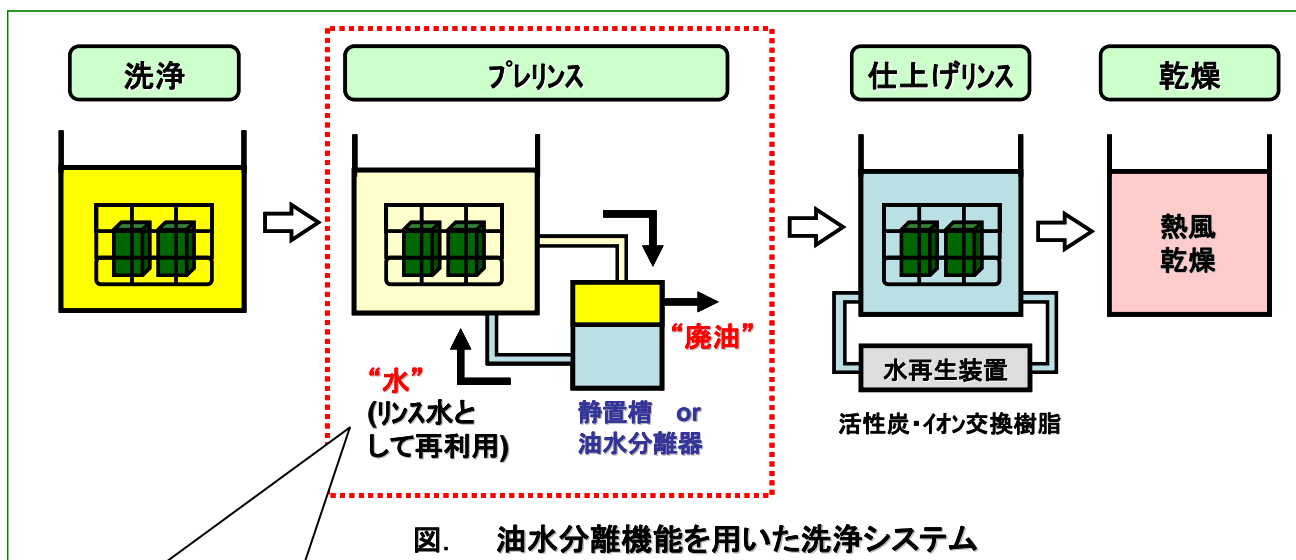 洗浄
プレリンス
仕上げリンス
乾燥
熱風
乾燥
“廃油”
“水”
(リンス水と
して再利用)
静置槽 or
油水分離器
水再生装置
活性炭・イオン交換樹脂
図. 油水分離機能を用いた洗浄システム